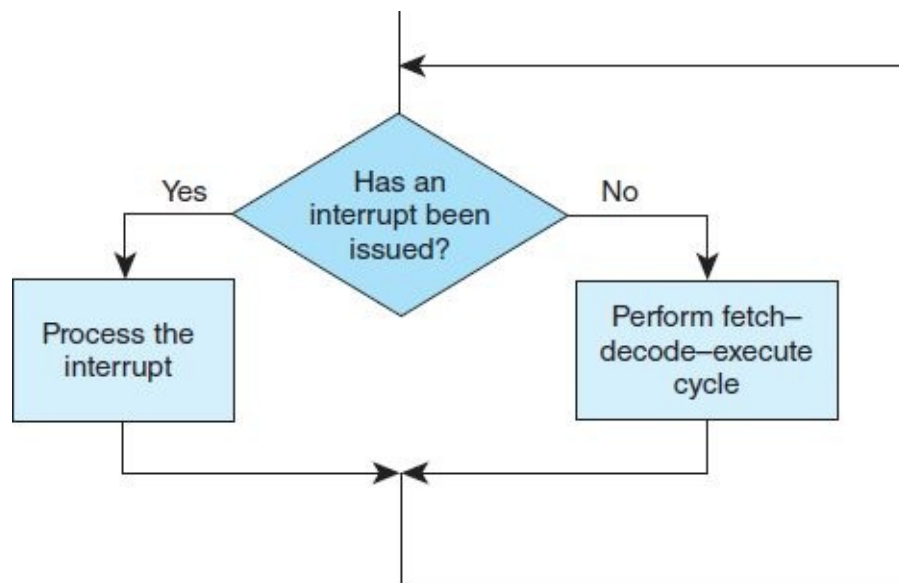 Has an
interrupt been
issued?
Yes
No
Process the
interrupt
Perform fetch–
decode–execute
cycle